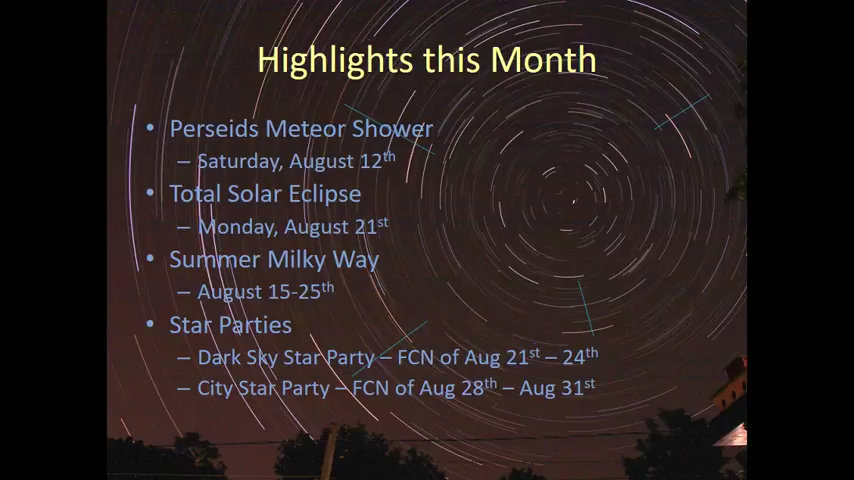 Highlights this Month
• Perseids Meteor Shower
– Saturday, August 12th
• Total Solar Eclipse
– Monday, August 21st
• Summer Milky Way
– August 15-25th
• Star Parties
– Dark Sky Star Party – FCN of Aug 21st – 24th
– City Star Party – FCN of Aug 28th – Aug 31st